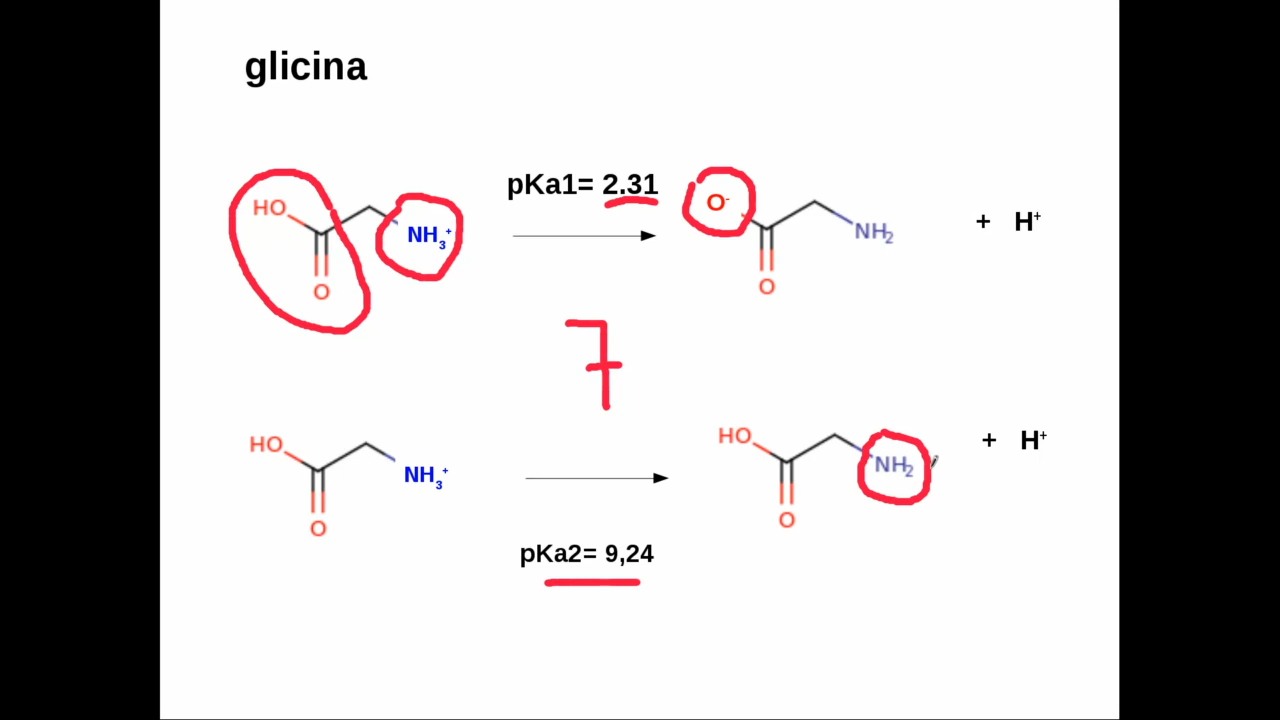 glicina
pKa1= 2.31
HO
NH3+
O
O-
NH2
O
+ H+
7
HO
NH3+
O
HO
NH2
O
+ H+
pKa2= 9,24